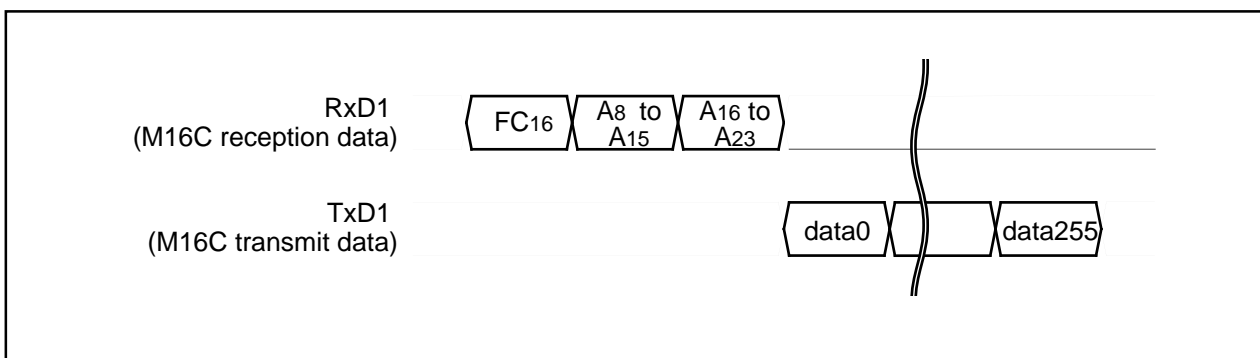 RxD1
(M16C reception data)
FC16
A8 to
A15
A16 to
A23
TxD1
(M16C transmit data)
data0
data255